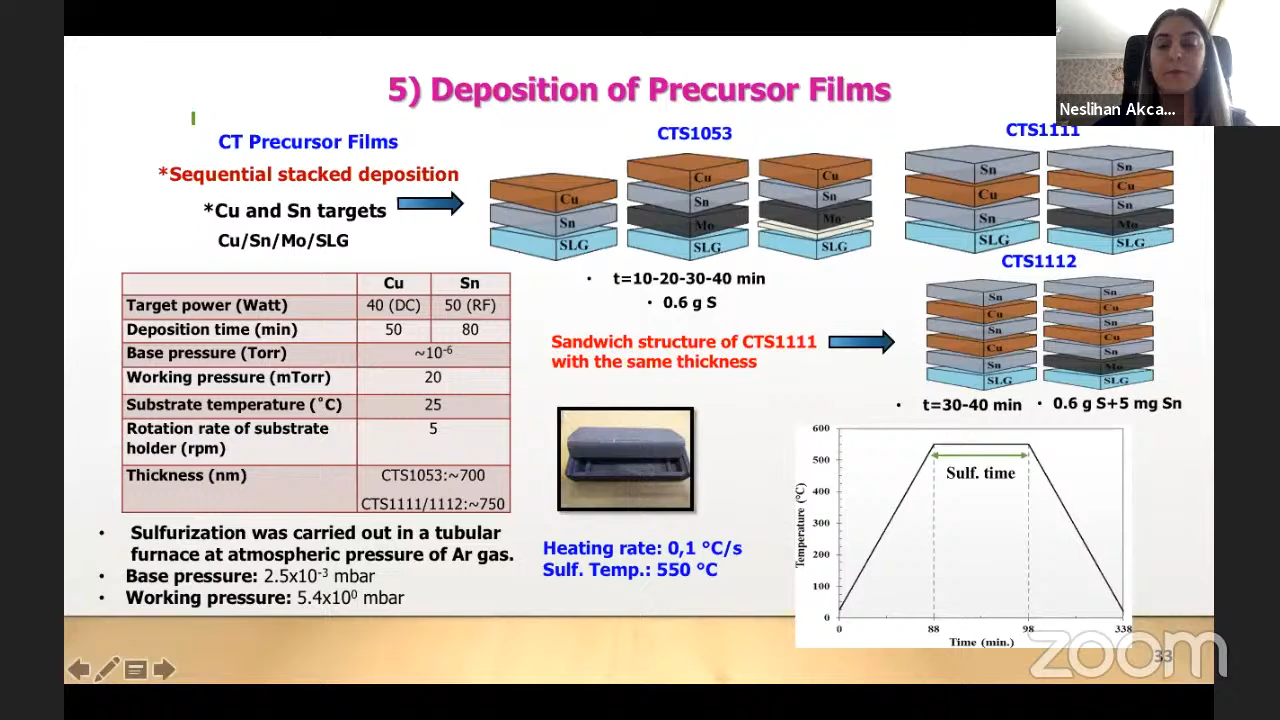 Neslihan Akca...
5) Deposition of Precursor Films
CT Precursor Films
*Sequential stacked deposition
*Cu and Sn targets
Cu/Sn/Mo/SLG
CTS1053
Cu
Sn
SLG
Cu
Sn
Mo
SLG
Cu
Sn
Mo
SLG
t=10-20-30-40 min
0.6 g S
CTS1111
Sn
Cu
Sn
SLG
Sn
Cu
Sn
Mo
SLG
Sandwich structure of CTS1111
with the same thickness
CTS1112
Sn
Cu
Sn
Cu
Sn
SLG
Sn
Cu
Sn
Cu
Sn
Mo
SLG
t=30-40 min
0.6 g S+5 mg Sn
Cu Sn
Target power (Watt) 40 (DC) 50 (RF)
Deposition time (min) 50 80
Base pressure (Torr) ~10⁻⁶
Working pressure (mTorr) 20
Substrate temperature (˚C) 25
Rotation rate of substrate 5
holder (rpm)
Thickness (nm) CTS1053:~700
CTS1111/1112:~750
• Sulfurization was carried out in a tubular
furnace at atmospheric pressure of Ar gas.
• Base pressure: 2.5x10⁻³ mbar
• Working pressure: 5.4x10⁰ mbar
Heating rate: 0,1 °C/s
Sulf. Temp.: 550 °C
Temperature (°C)
600
500
400
300
200
100
0
Sulf. time
0 88 98 338
Time (min.)
33
zoom